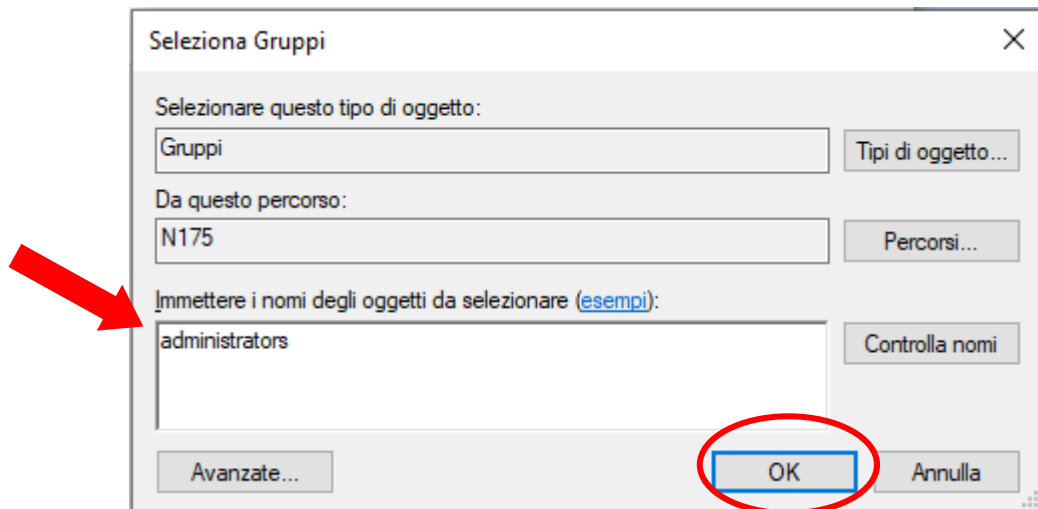 Seleziona Gruppi
Selezionare questo tipo di oggetto:
Gruppi
Tipi di oggetto...
Da questo percorso:
N175
Percorsi...
Immettere i nomi degli oggetti da selezionare (esempi):
administrators
Controlla nomi
Avanzate...
OK
Annulla